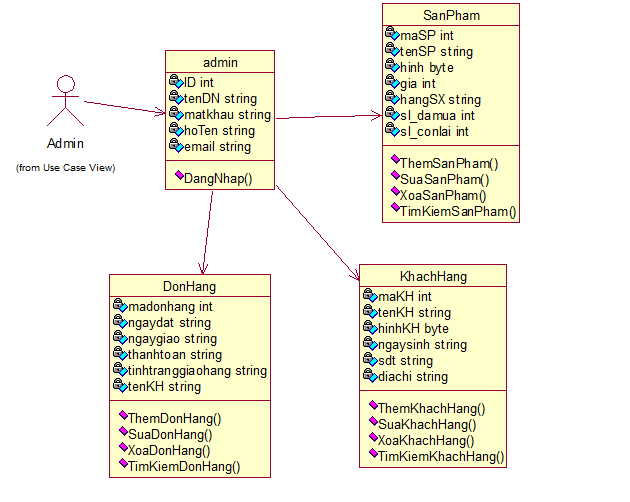 Admin
(from Use Case View)
admin
ID int
tenDN string
matkhau string
hoTen string
email string
DangNhap()
SanPham
maSP int
tenSP string
hinh byte
gia int
hangSX string
sl_damua int
sl_conlai int
ThemSanPham()
SuaSanPham()
XoaSanPham()
TimKiemSanPham()
DonHang
madonhang int
ngaydat string
ngaygiao string
thanhtoan string
tinhtranggiaohang string
tenKH string
ThemDonHang()
SuaDonHang()
XoaDonHang()
TimKiemDonHang()
KhachHang
maKH int
tenKH string
hinhKH byte
ngaysinh string
sdt string
diachi string
ThemKhachHang()
SuaKhachHang()
XoaKhachHang()
TimKiemKhachHang()